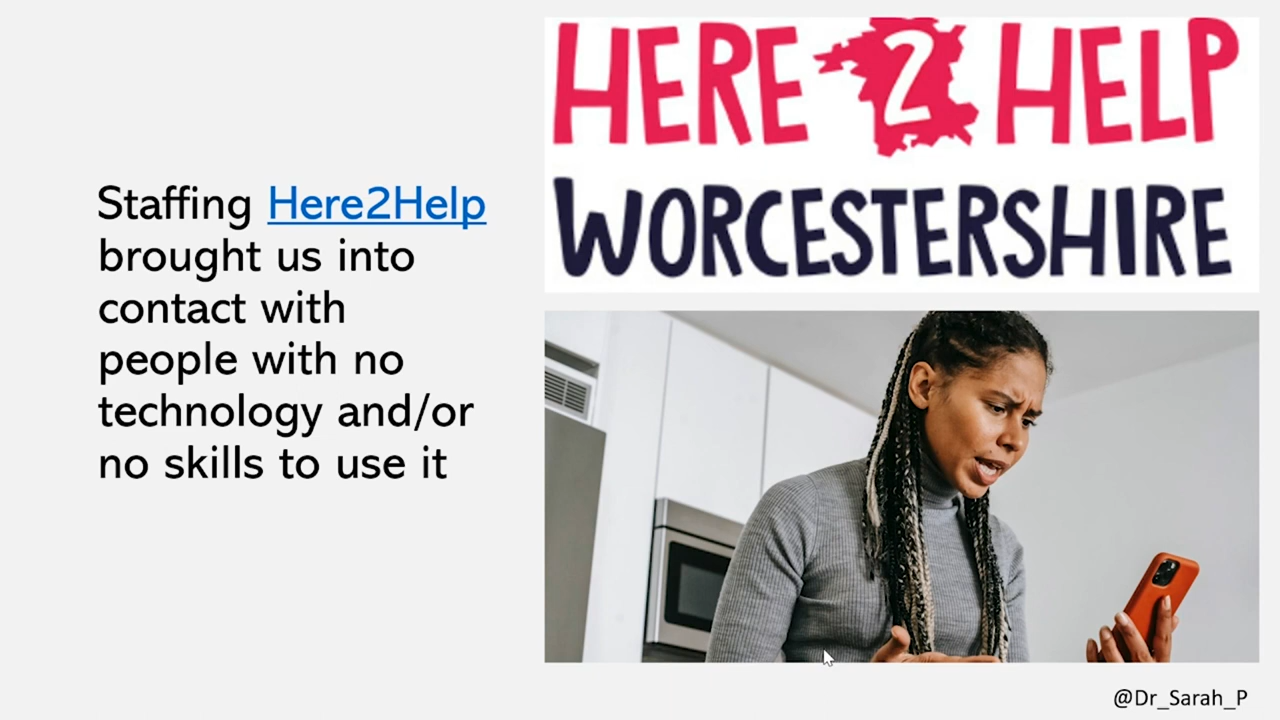 Staffing Here2Help
brought us into
contact with
people with no
technology and/or
no skills to use it
HERE 2 HELP
WORCESTERSHIRE
@Dr_Sarah_P